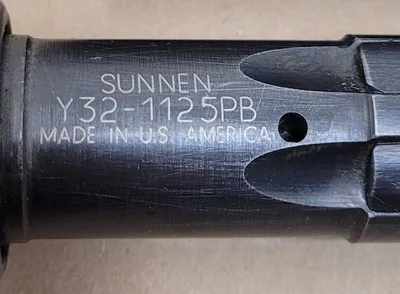 SUNNEN
Y32-1125PB
MADE IN U.S. AMERICA